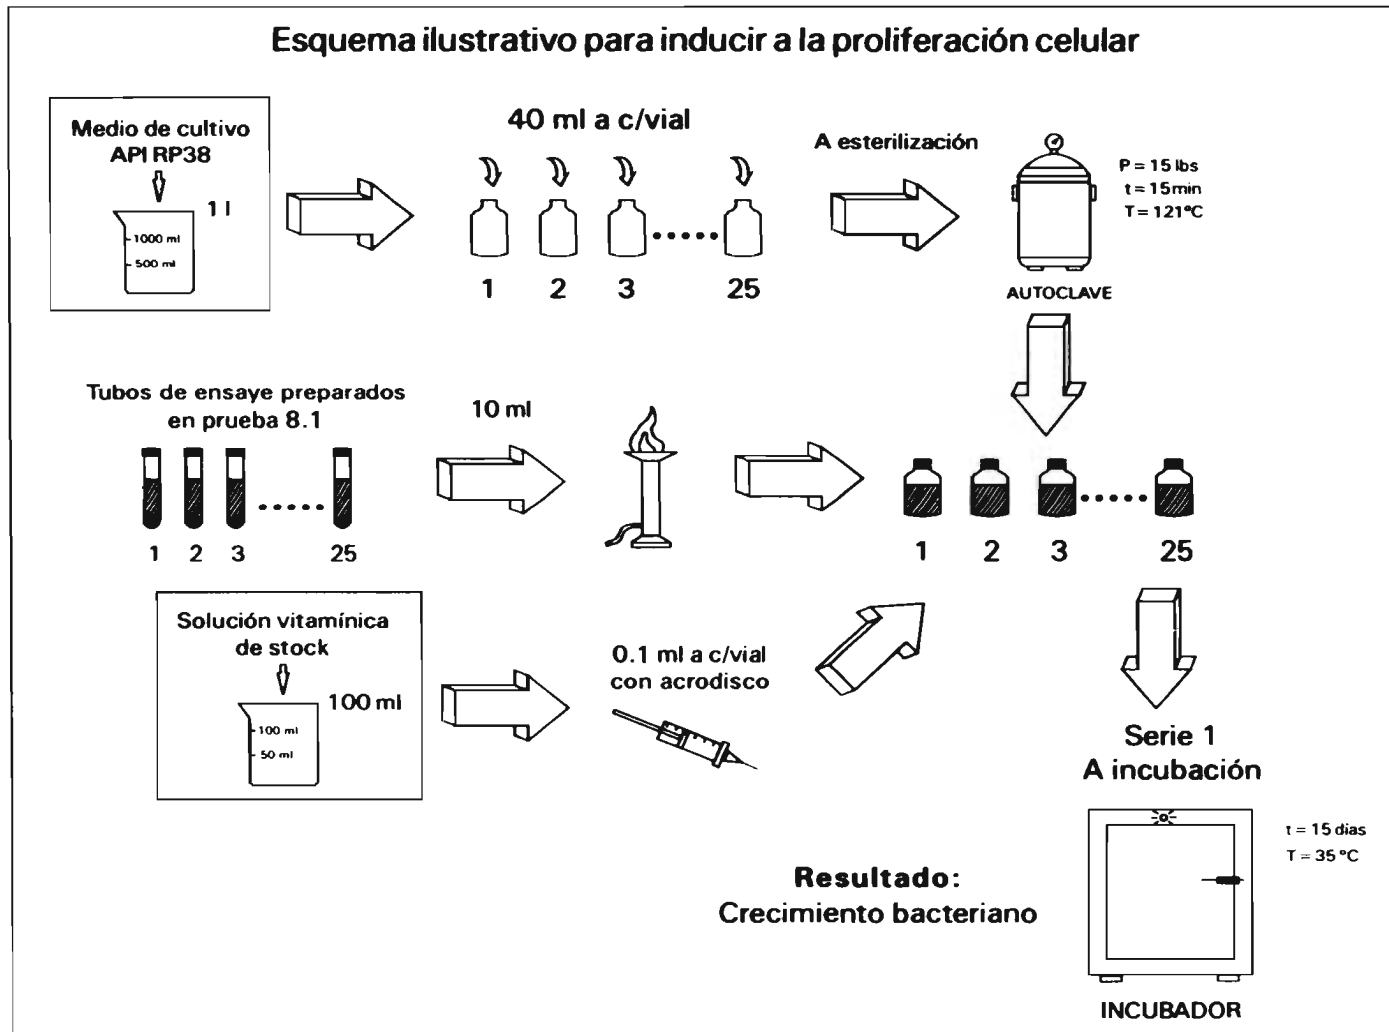 Esquema ilustrativo para inducir a la proliferación celular
Medio de cultivo
API RP38
1 l
1000 ml
500 ml
40 ml a c/vial
1 2 3 25
A esterilización
P = 15 lbs
t = 15 min
T = 121ºC
AUTOCLAVE
Tubos de ensaye preparados
en prueba 8.1
1 2 3 25
10 ml
1 2 3 25
Solución vitamínica
de stock
100 ml
100 ml
50 ml
0.1 ml a c/vial
con acrodisco
Serie 1
A incubación
t = 15 dias
T = 35 ºC
Resultado:
Crecimiento bacteriano
INCUBADOR